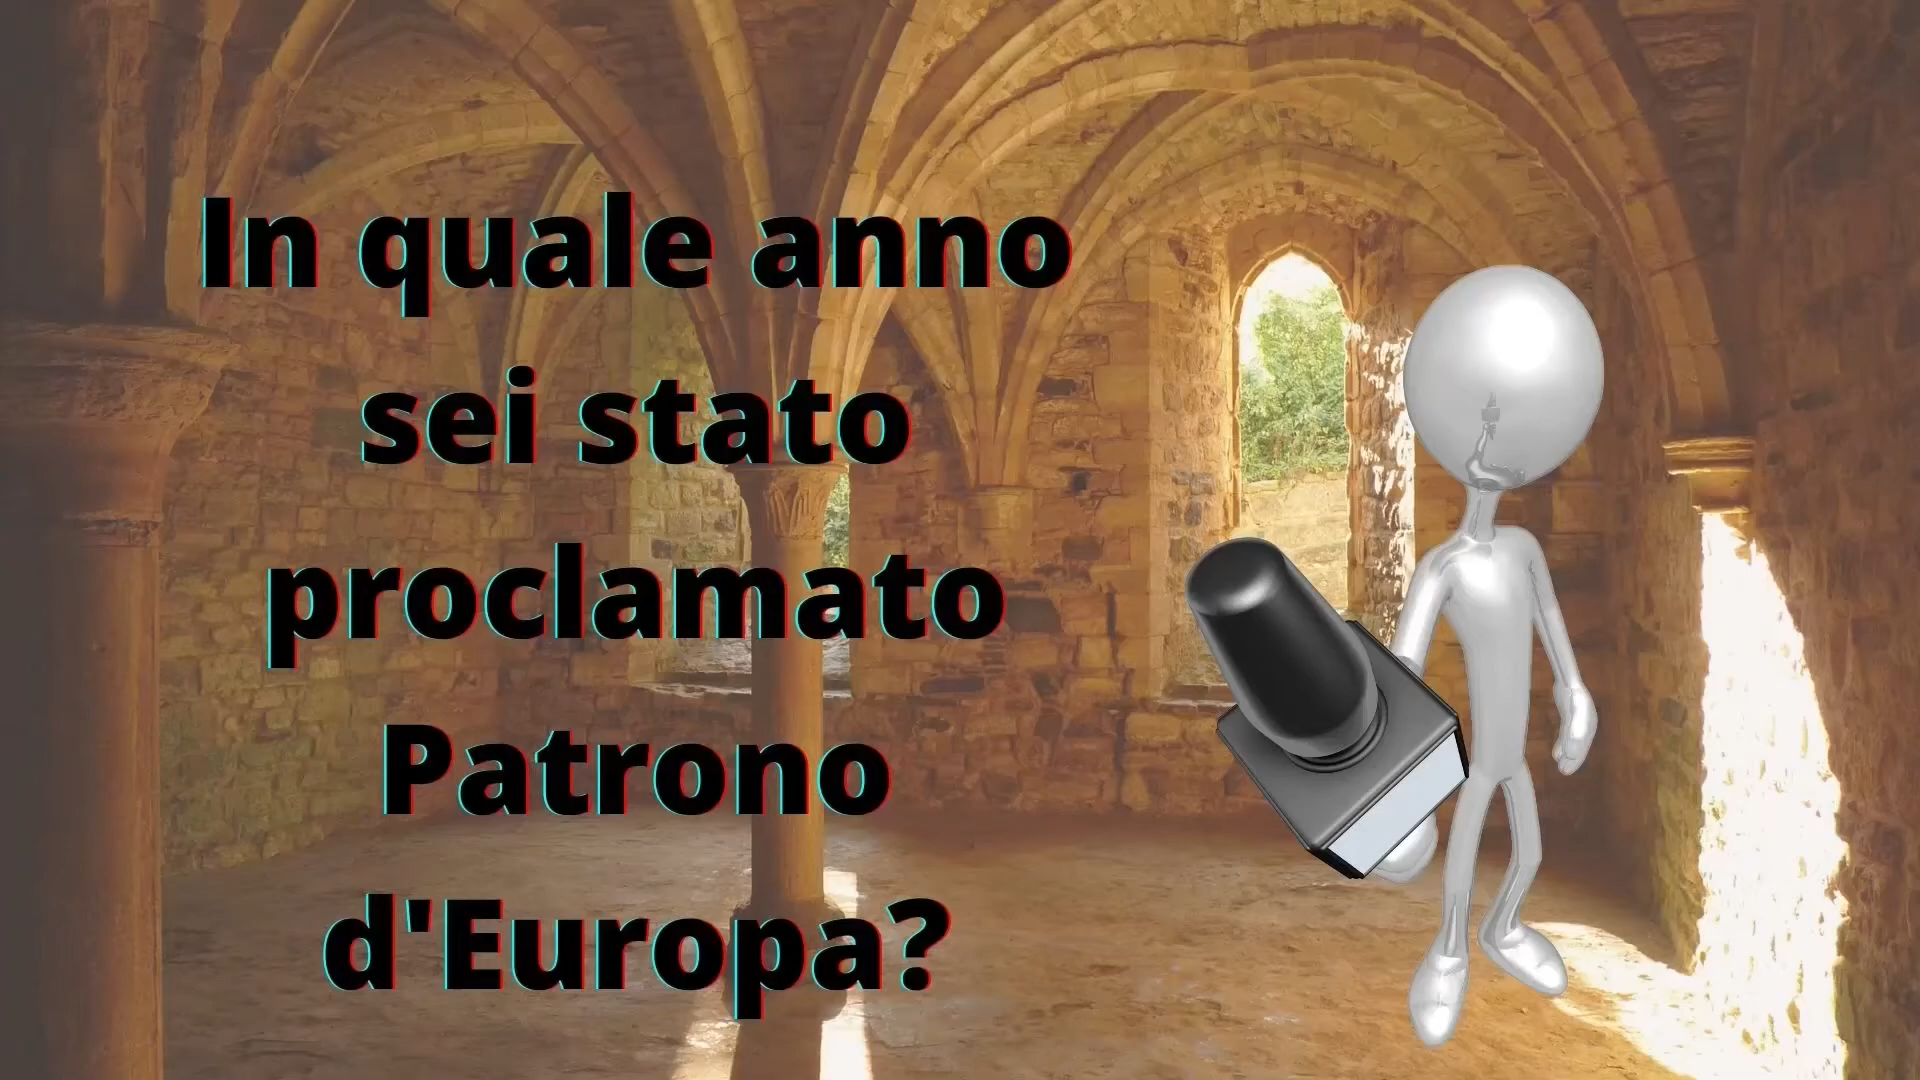 In quale anno
sei stato
proclamato
Patrono
d'Europa?